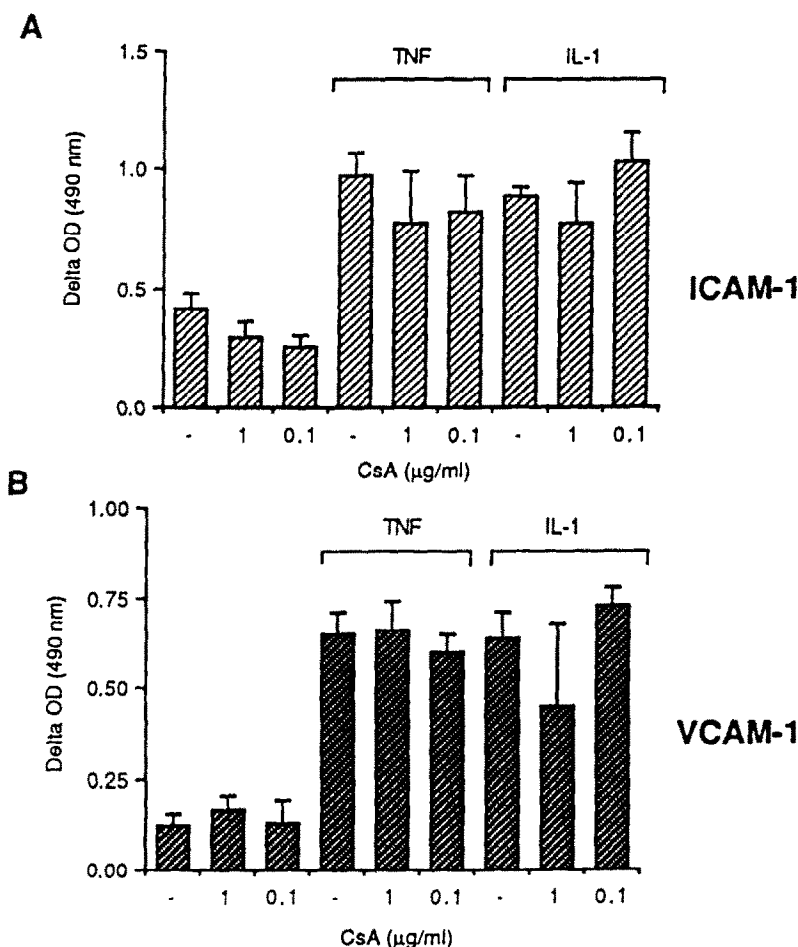 A
1.5
TNF
IL-1
1.0
Delta OD (490 nm)
0.5
ICAM-1
0.0
- 1 0.1 - 1 0.1 - 1 0.1
CsA (µg/ml)
B
1.00
TNF
IL-1
0.75
Delta OD (490 nm)
0.50
VCAM-1
0.25
0.00
- 1 0.1 - 1 0.1 - 1 0.1
CsA (µg/ml)